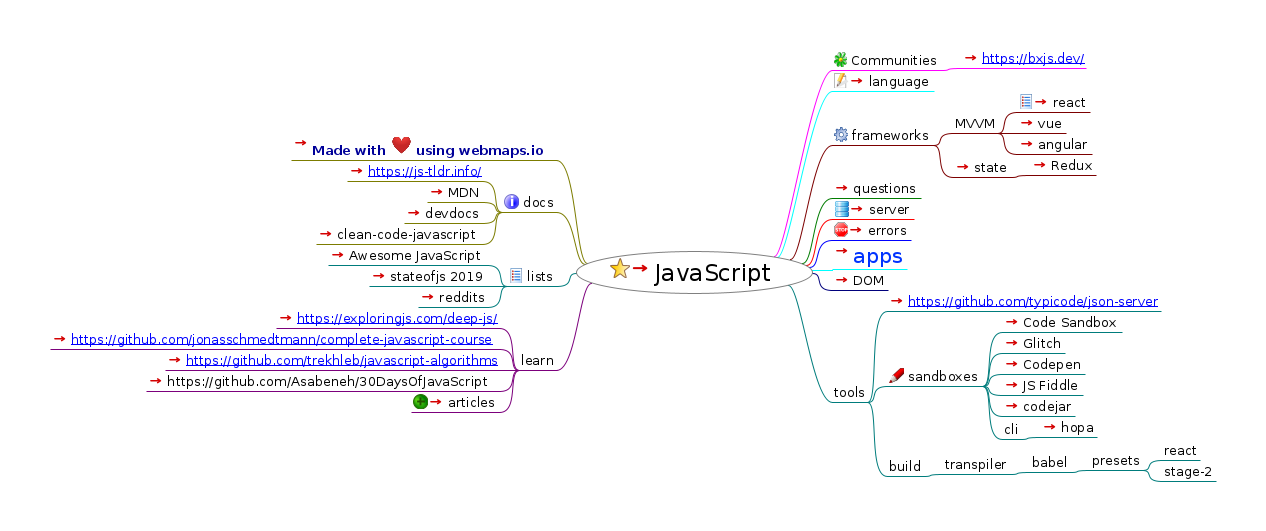 JavaScript
Made with using webmaps.io
docs
https://js-tldr.info/
MDN
devdocs
clean-code-javascript
lists
Awesome JavaScript
stateofjs 2019
reddits
learn
https://exploringjs.com/deep-js/
https://github.com/jonasschmedtmann/complete-javascript-course
https://github.com/trekhleb/javascript-algorithms
https://github.com/Asabeneh/30DaysOfJavaScript
articles
Communities
https://bxjs.dev/
language
frameworks
MVVM
react
vue
angular
state
Redux
questions
server
STOP
errors
apps
DOM
tools
https://github.com/typicode/json-server
sandboxes
Code Sandbox
Glitch
Codepen
JS Fiddle
codejar
cli
hopa
build
transpiler
babel
presets
react
stage-2